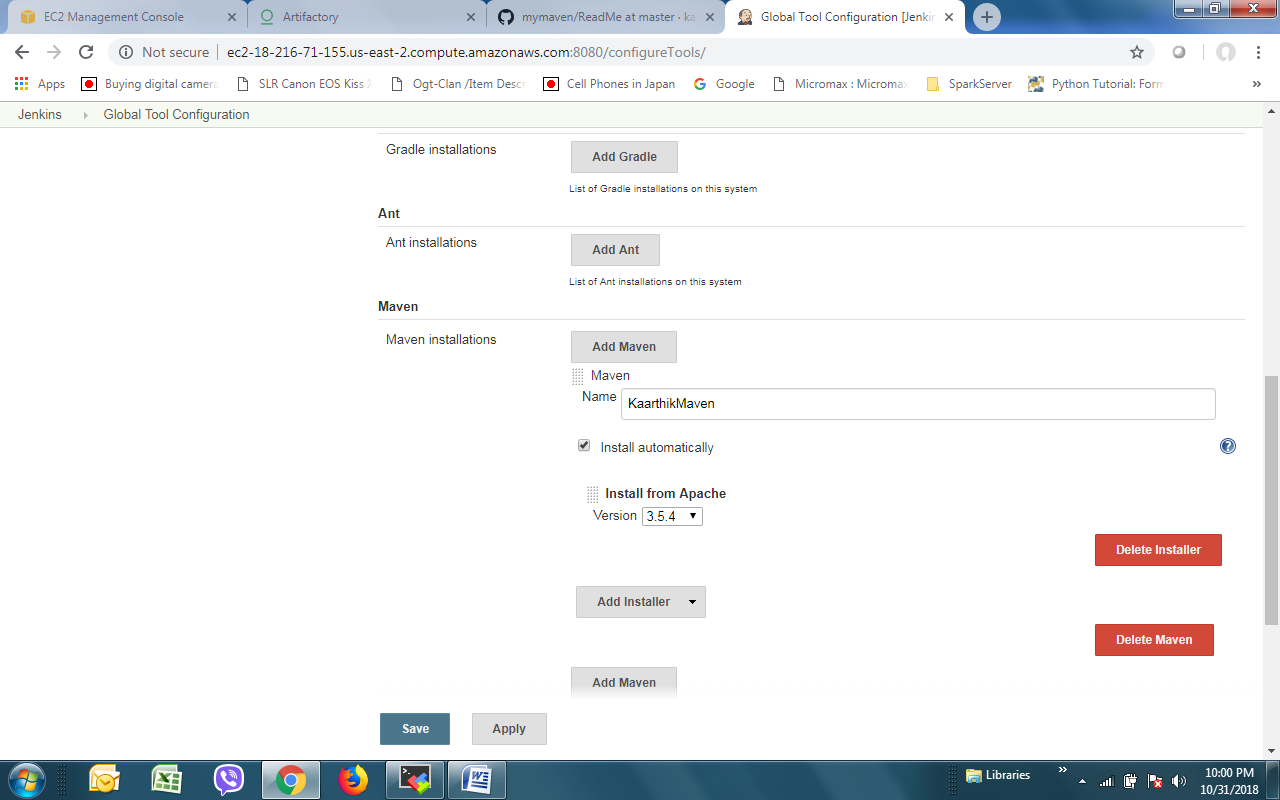 EC2 Management Console
Artifactory
mymaven/ReadMe at master · ka
Global Tool Configuration [Jenki
Not secure
ec2-18-216-71-155.us-east-2.compute.amazonaws.com:8080/configureTools/
Apps
Buying digital camera
SLR Canon EOS Kiss X
Ogt-Clan /Item Desc
Cell Phones in Japan
Google
Micromax : Micromax
SparkServer
Python Tutorial: Form
»
Jenkins
Global Tool Configuration
Gradle installations
Add Gradle
List of Gradle installations on this system
Ant
Ant installations
Add Ant
List of Ant installations on this system
Maven
Maven installations
Add Maven
Maven
Name
KaarthikMaven
Install automatically
?
Install from Apache
Version
3.5.4
Delete Installer
Add Installer
Delete Maven
Add Maven
Save
Apply
Libraries
»
10:00 PM
10/31/2018